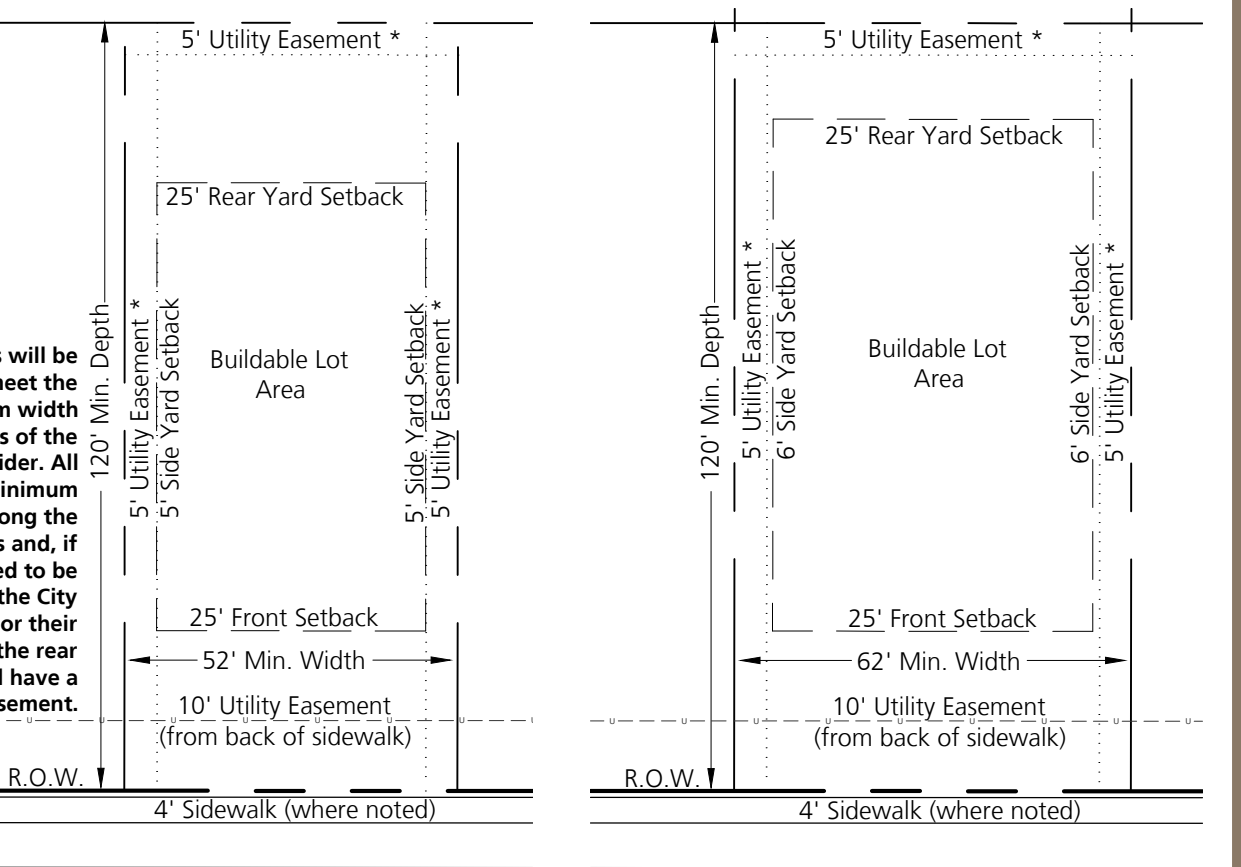 s will be
neet the
m width
s of the
ider. All
inimum
ong the
s and, if
ed to be
the City
or their
the rear
l have a
sement.
5' Utility Easement *
25' Rear Yard Setback
120' Min. Depth
5' Utility Easement *
5' Side Yard Setback
Buildable Lot
Area
5' Side Yard Setback
5' Utility Easement *
25' Front Setback
52' Min. Width
10' Utility Easement
(from back of sidewalk)
R.O.W.
4' Sidewalk (where noted)
5' Utility Easement *
25' Rear Yard Setback
120' Min. Depth
5' Utility Easement *
6' Side Yard Setback
Buildable Lot
Area
6' Side Yard Setback
5' Utility Easement *
25' Front Setback
62' Min. Width
10' Utility Easement
(from back of sidewalk)
R.O.W.
4' Sidewalk (where noted)